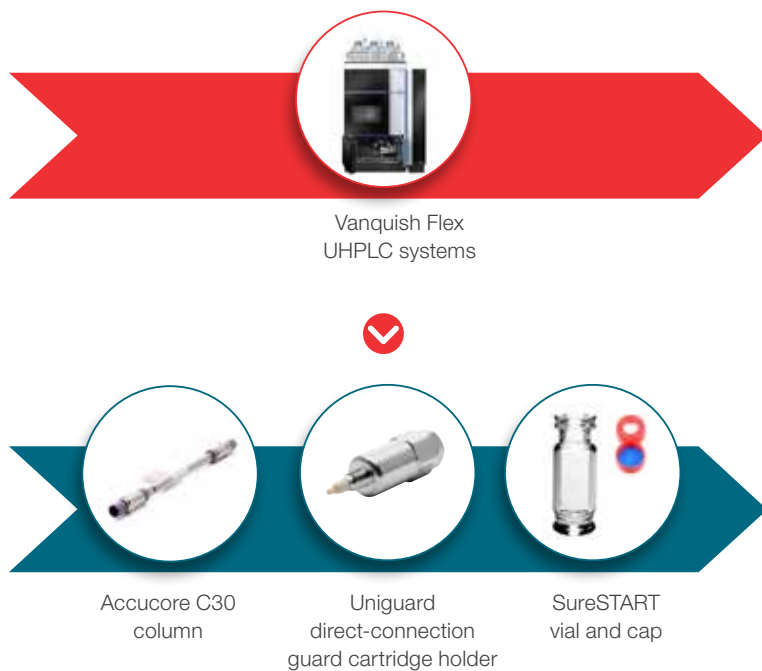 Vanquish Flex
UHPLC systems
Accucore C30
column
Uniguard
direct-connection
guard cartridge holder
SureSTART
vial and cap